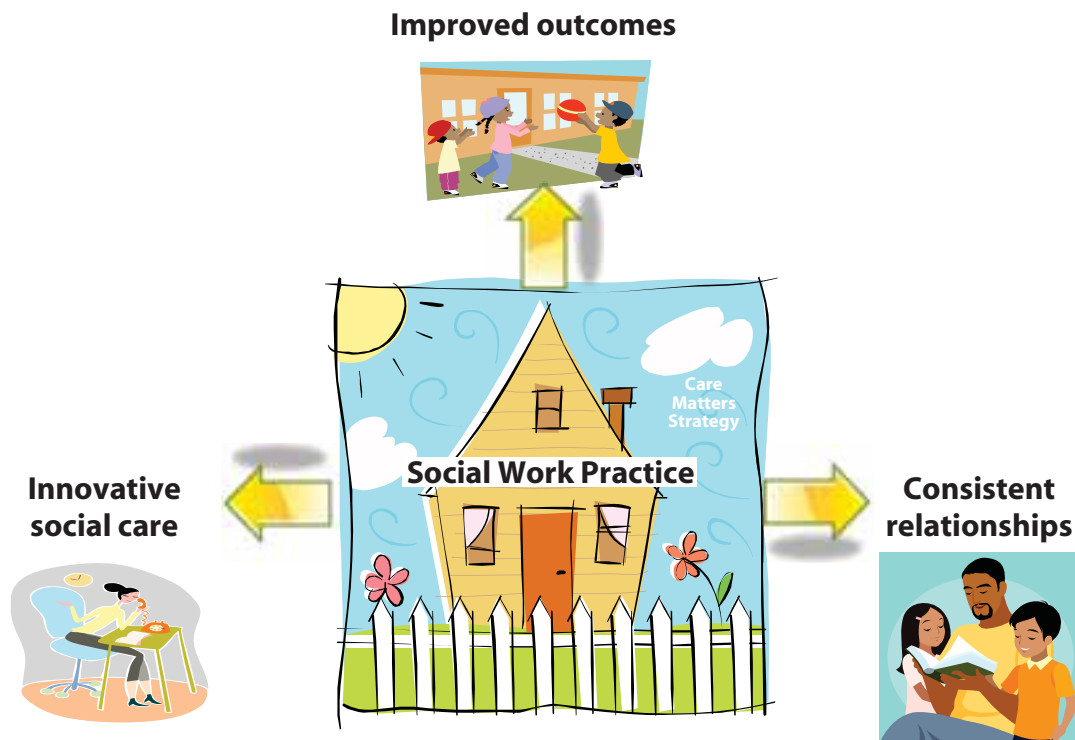 Improved outcomes
Care
Matters
Strategy
Social Work Practice
Innovative
social care
Consistent
relationships